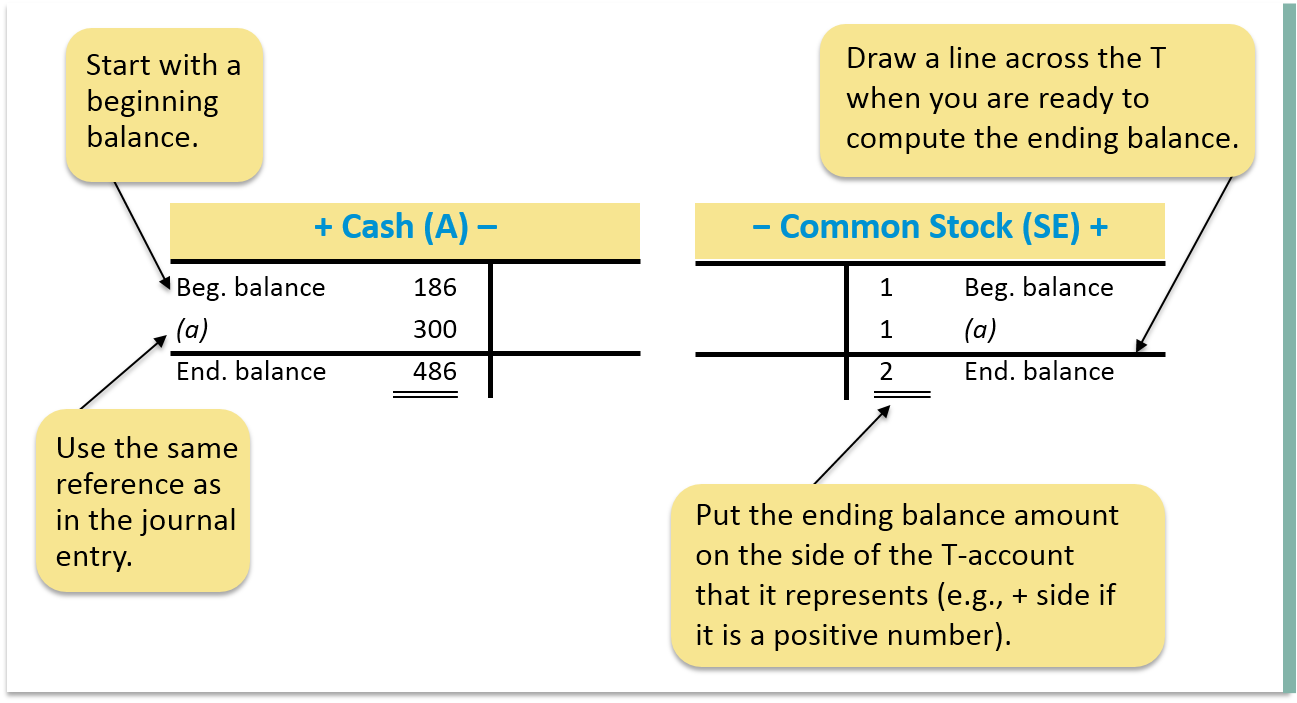 Start with a
beginning
balance.
Draw a line across the T
when you are ready to
compute the ending balance.
+ Cash (A) –
Beg. balance 186
(a) 300
End. balance 486
− Common Stock (SE) +
1 Beg. balance
1 (a)
2 End. balance
Use the same
reference as
in the journal
entry.
Put the ending balance amount
on the side of the T-account
that it represents (e.g., + side if
it is a positive number).